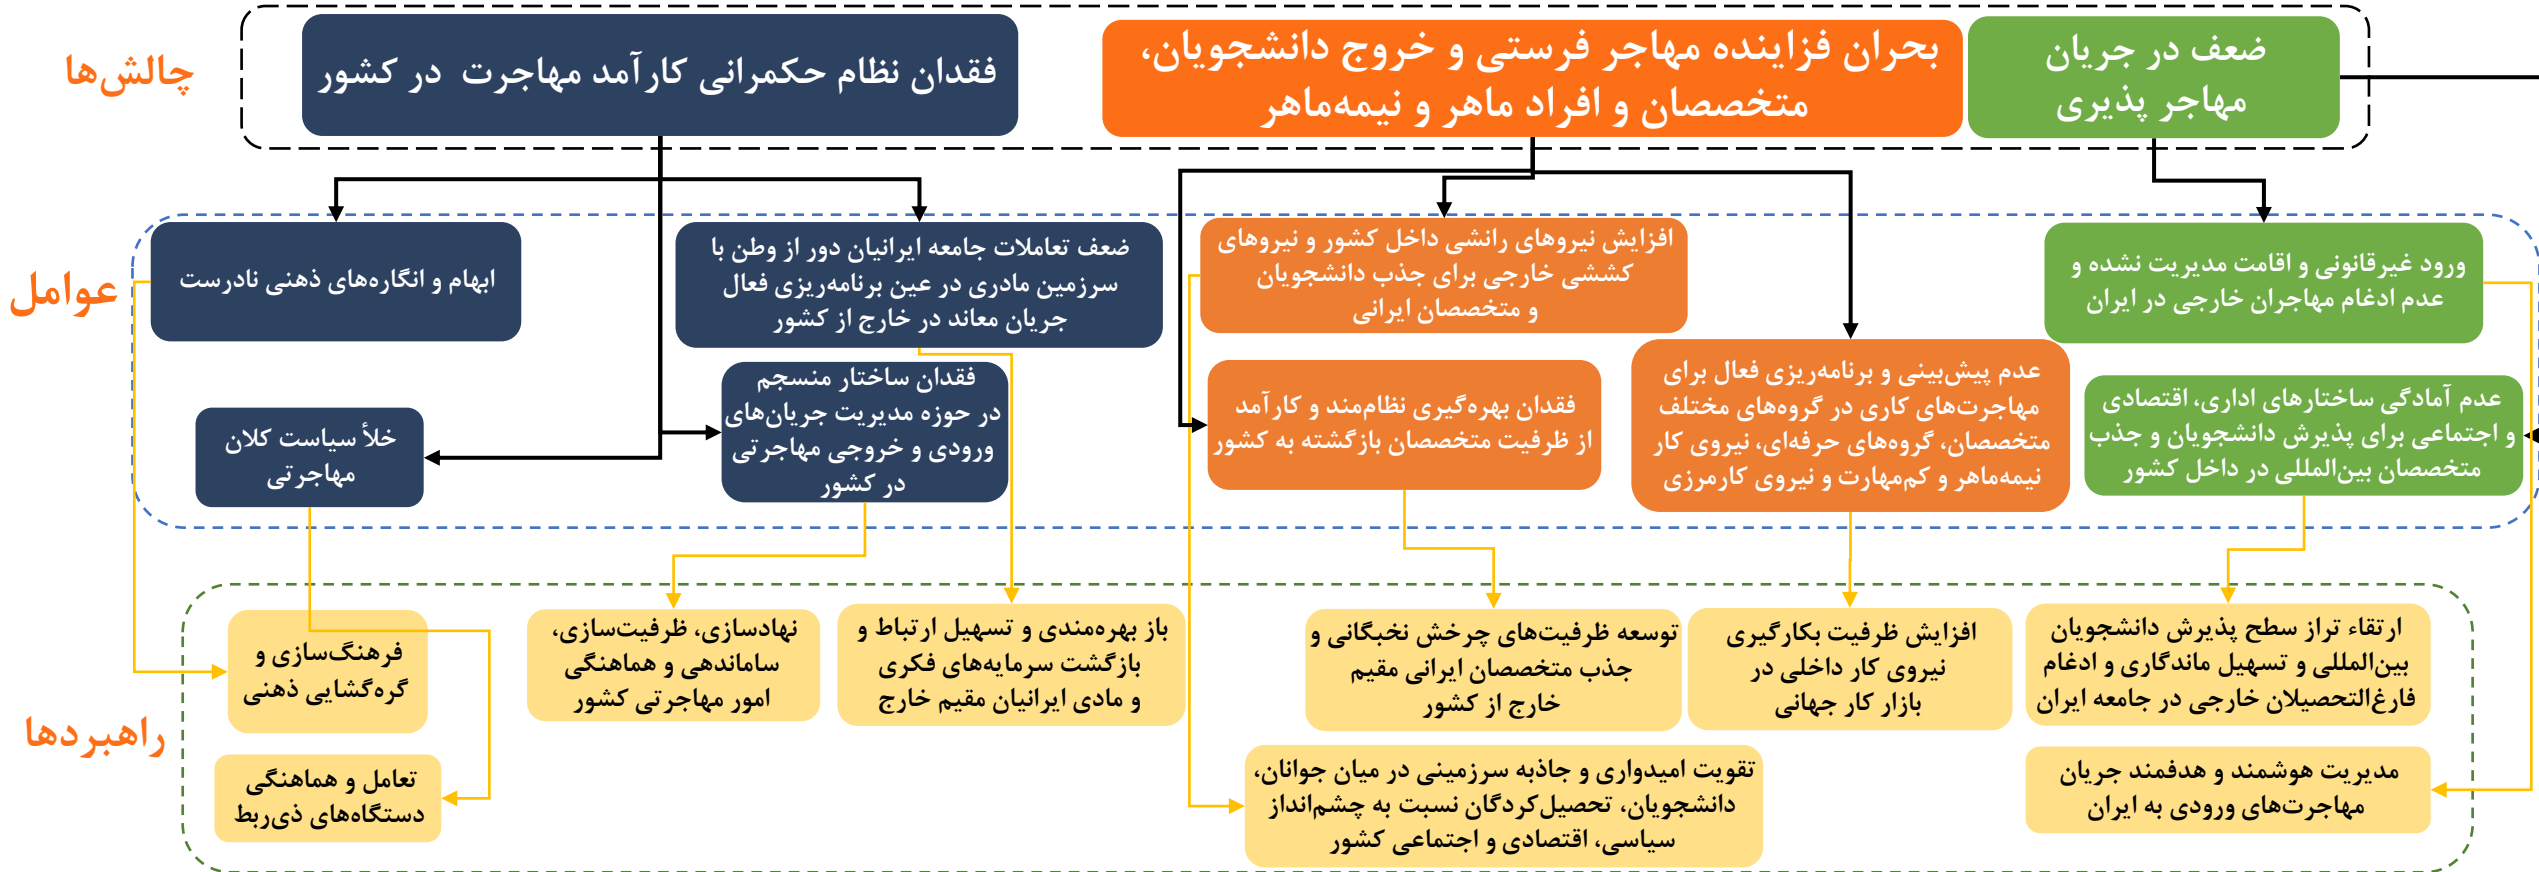 چالش‌ها
ضعف در جریان
مهاجر پذیری
بحران فزاینده مهاجر فرستی و خروج دانشجویان،
متخصصان و افراد ماهر و نیمه‌ماهر
فقدان نظام حکمرانی کارآمد مهاجرت در کشور
عوامل
ورود غیرقانونی و اقامت مدیریت نشده و
عدم ادغام مهاجران خارجی در ایران
افزایش نیروهای رانشی داخل کشور و نیروهای
کششی خارجی برای جذب دانشجویان
و متخصصان ایرانی
ضعف تعاملات جامعه ایرانیان دور از وطن با
سرزمین مادری در عین برنامه‌ریزی فعال
جریان معاند در خارج از کشور
ابهام و انگاره‌های ذهنی نادرست
عدم آمادگی ساختارهای اداری، اقتصادی
و اجتماعی برای پذیرش دانشجویان و جذب
متخصصان بین‌المللی در داخل کشور
عدم پیش‌بینی و برنامه‌ریزی فعال برای
مهاجرت‌های کاری در گروه‌های مختلف
متخصصان، گروه‌های حرفه‌ای، نیروی کار
نیمه‌ماهر و کم‌مهارت و نیروی کارمرزی
فقدان بهره‌گیری نظام‌مند و کارآمد
از ظرفیت متخصصان بازگشته به کشور
فقدان ساختار منسجم
در حوزه مدیریت جریان‌های
ورودی و خروجی مهاجرتی
در کشور
خلأ سیاست کلان
مهاجرتی
راهبردها
ارتقاء تراز سطح پذیرش دانشجویان
بین‌المللی و تسهیل ماندگاری و ادغام
فارغ‌التحصیلان خارجی در جامعه ایران
افزایش ظرفیت بکارگیری
نیروی کار داخلی در
بازار کار جهانی
توسعه ظرفیت‌های چرخش نخبگانی و
جذب متخصصان ایرانی مقیم
خارج از کشور
باز بهره‌مندی و تسهیل ارتباط و
بازگشت سرمایه‌های فکری
و مادی ایرانیان مقیم خارج
نهادسازی، ظرفیت‌سازی،
ساماندهی و هماهنگی
امور مهاجرتی کشور
فرهنگ‌سازی و
گره‌گشایی ذهنی
مدیریت هوشمند و هدفمند جریان
مهاجرت‌های ورودی به ایران
تقویت امیدواری و جاذبه سرزمینی در میان جوانان،
دانشجویان، تحصیل‌کردگان نسبت به چشم‌انداز
سیاسی، اقتصادی و اجتماعی کشور
تعامل و هماهنگی
دستگاه‌های ذی‌ربط